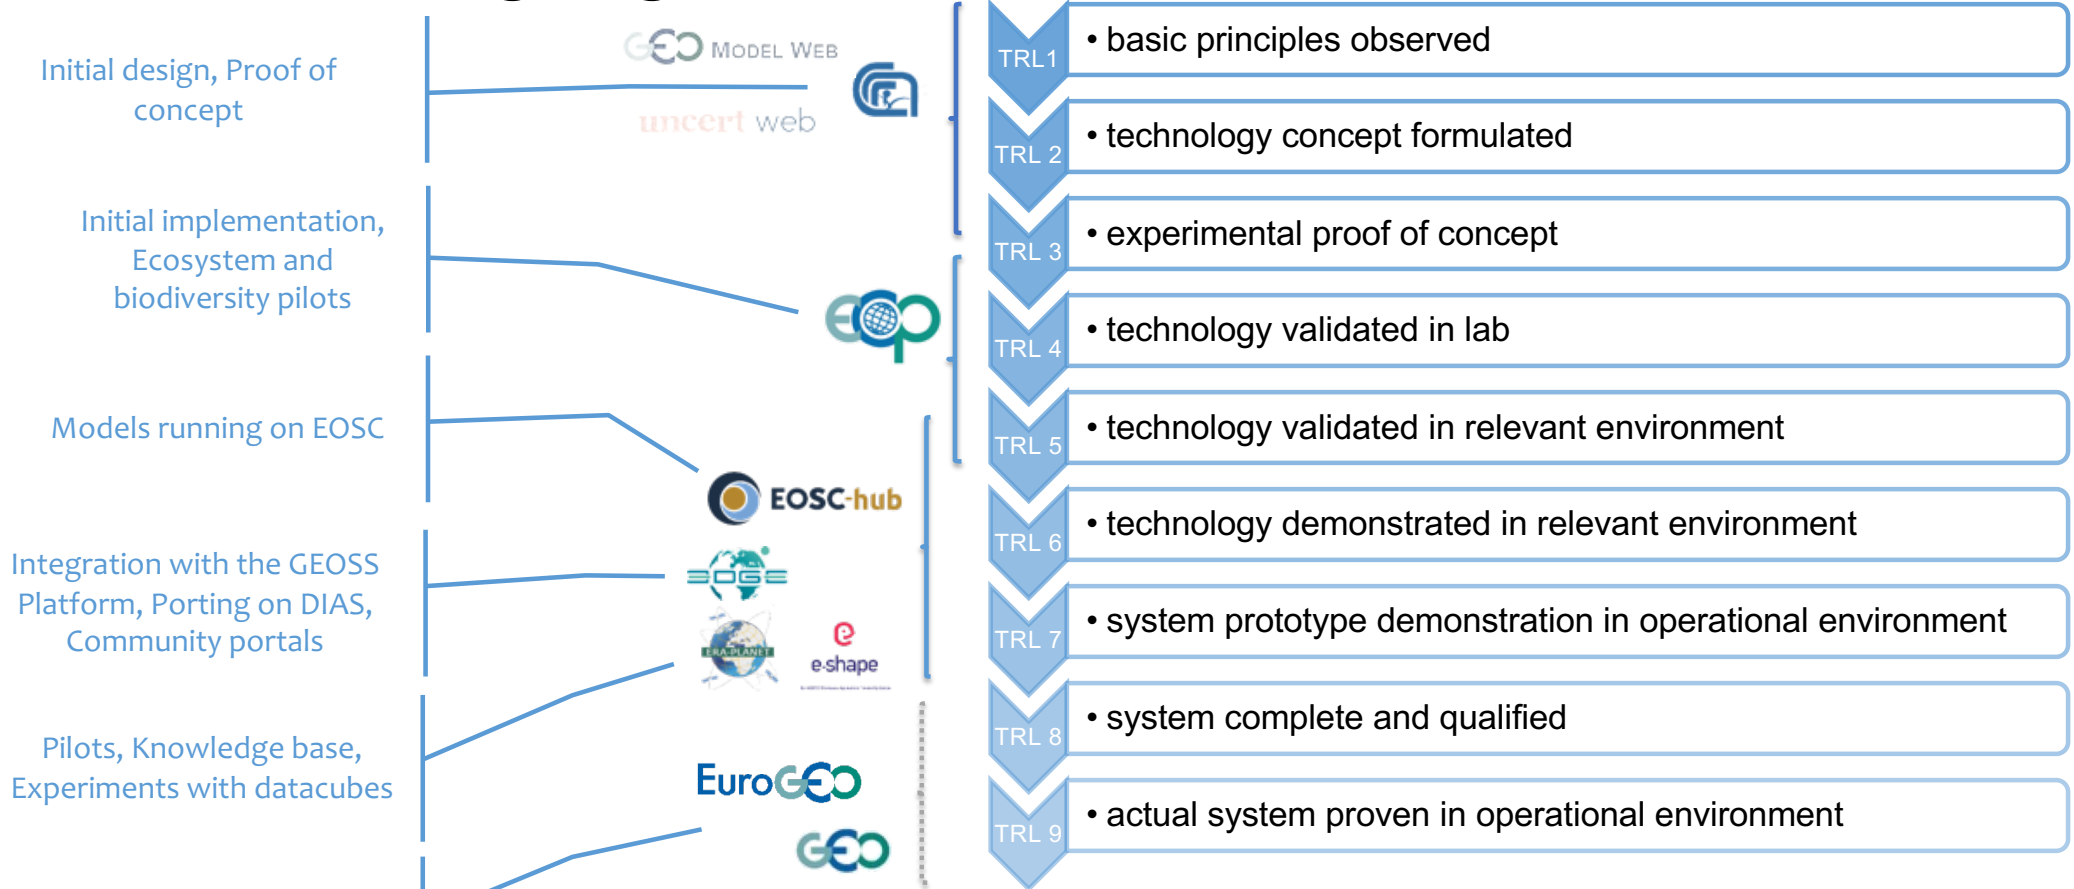 Initial design, Proof of
concept
GEO MODEL WEB
uncert web
Initial implementation,
Ecosystem and
biodiversity pilots
ecop
Models running on EOSC
EOSC-hub
Integration with the GEOSS
Platform, Porting on DIAS,
Community portals
EDGE
ERA-PLANET
e-shape
Pilots, Knowledge base,
Experiments with datacubes
EuroGEO
GEO
TRL1
• basic principles observed
TRL 2
• technology concept formulated
TRL 3
• experimental proof of concept
TRL 4
• technology validated in lab
TRL 5
• technology validated in relevant environment
TRL 6
• technology demonstrated in relevant environment
TRL 7
• system prototype demonstration in operational environment
TRL 8
• system complete and qualified
TRL 9
• actual system proven in operational environment